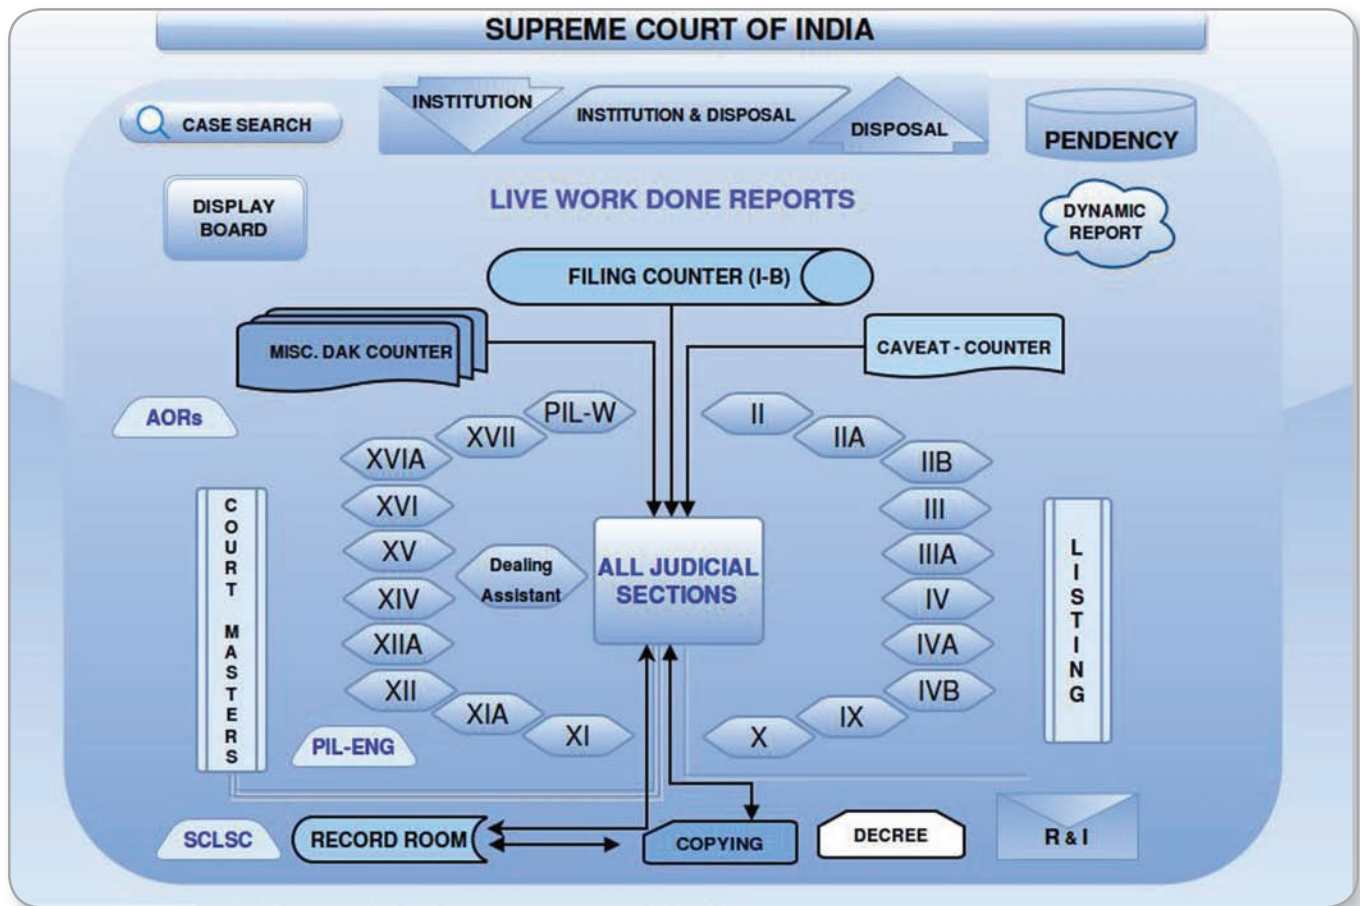 SUPREME COURT OF INDIA
CASE SEARCH
INSTITUTION
INSTITUTION & DISPOSAL
DISPOSAL
PENDENCY
DISPLAY
BOARD
LIVE WORK DONE REPORTS
DYNAMIC
REPORT
FILING COUNTER (I-B)
MISC. DAK COUNTER
CAVEAT - COUNTER
AORs
PIL-W
XVII
XVIA
XVI
XV
XIV
XIIA
XII
XIA
XI
II
IIA
IIB
III
IIIA
IV
IVA
IVB
IX
X
COURT MASTERS
Dealing
Assistant
ALL JUDICIAL
SECTIONS
LISTING
PIL-ENG
SCLSC
RECORD ROOM
COPYING
DECREE
R & I